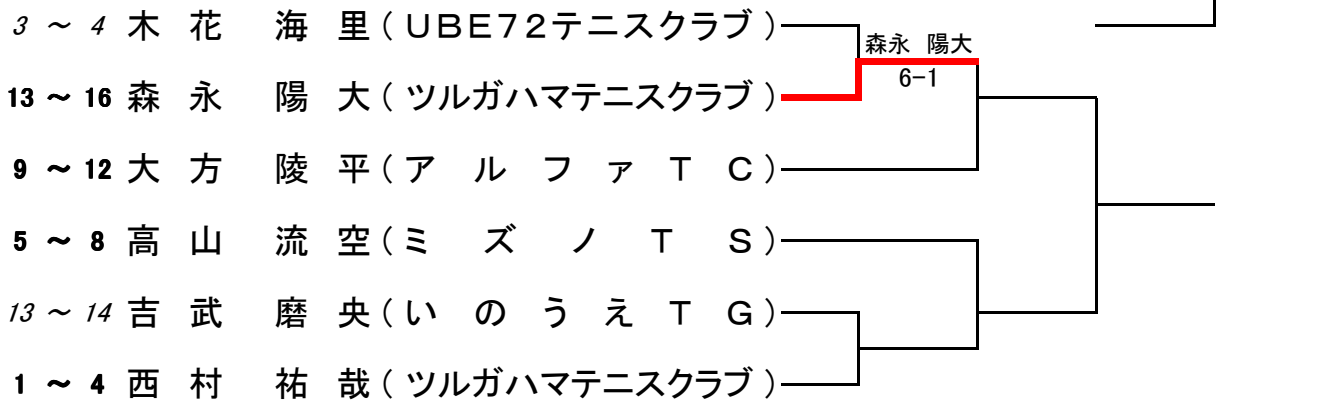 3 ～ 4 木 花 海 里 ( UBE72テニスクラブ )
森永 陽大
6-1
13 ～ 16 森 永 陽 大 ( ツルガハマテニスクラブ )
9 ～ 12 大 方 陵 平 ( ア ル フ ァ T C )
5 ～ 8 高 山 流 空 ( ミ ズ ノ T S )
13 ～ 14 吉 武 磨 央 ( い の う え T G )
1 ～ 4 西 村 祐 哉 ( ツルガハマテニスクラブ )